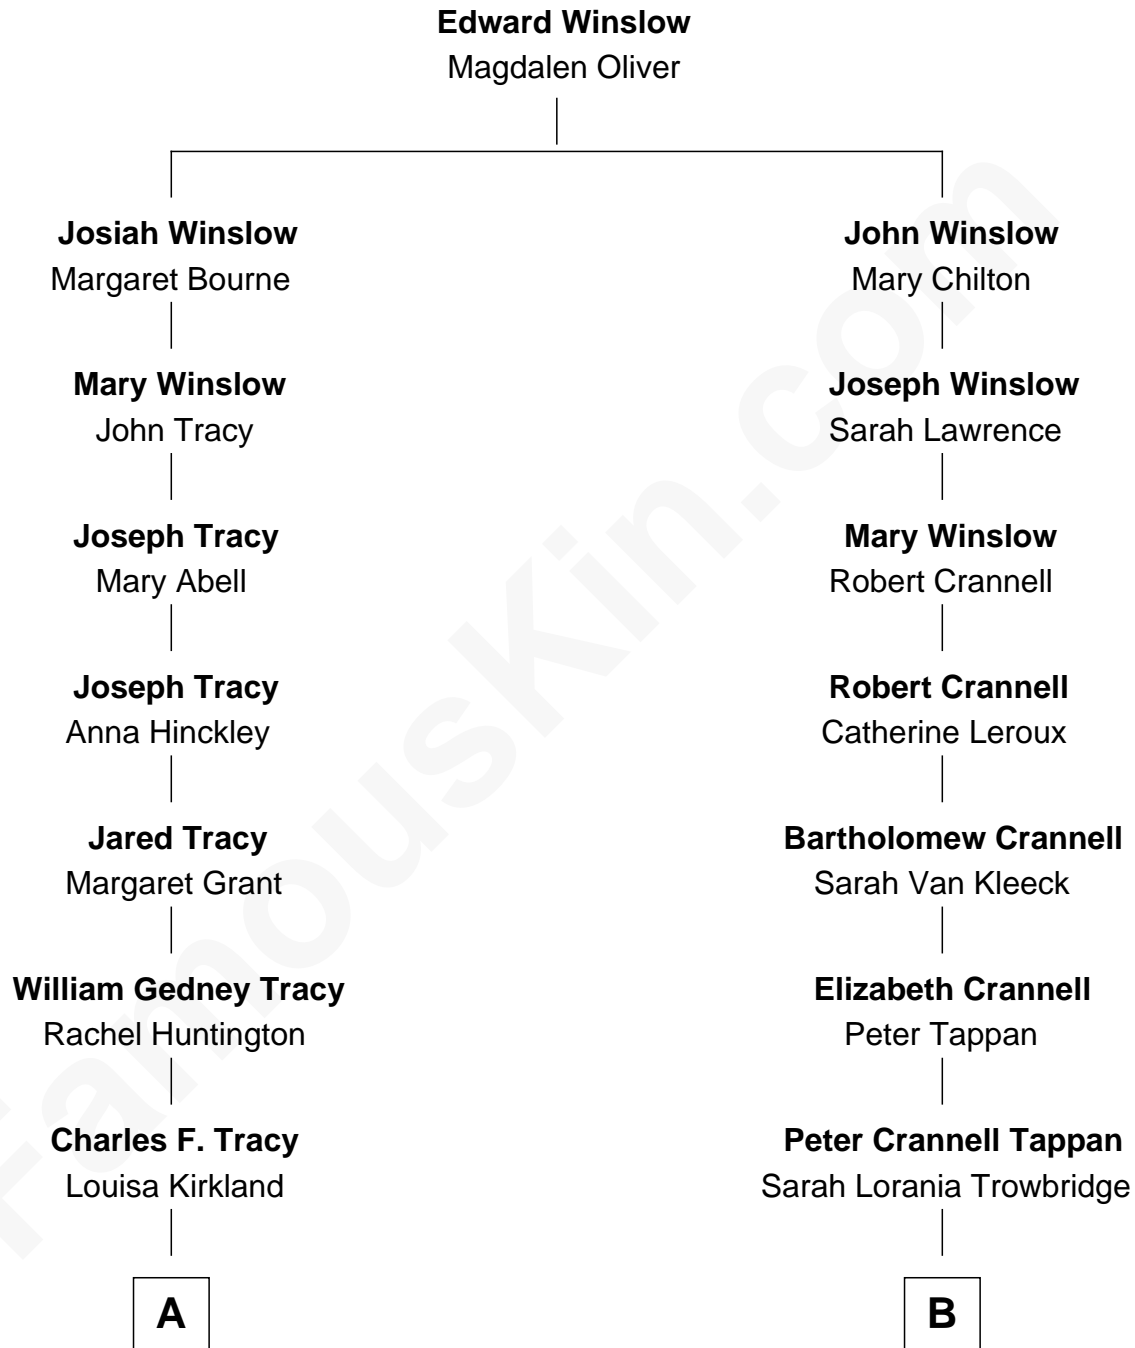 Edward Winslow
Magdalen Oliver
Josiah Winslow
Margaret Bourne
John Winslow
Mary Chilton
Mary Winslow
John Tracy
Joseph Winslow
Sarah Lawrence
Joseph Tracy
Mary Abell
Mary Winslow
Robert Crannell
Joseph Tracy
Anna Hinckley
Robert Crannell
Catherine Leroux
Jared Tracy
Margaret Grant
Bartholomew Crannell
Sarah Van Kleeck
William Gedney Tracy
Rachel Huntington
Elizabeth Crannell
Peter Tappan
Charles F. Tracy
Louisa Kirkland
Peter Crannell Tappan
Sarah Lorania Trowbridge
A
B
FamousKin.com